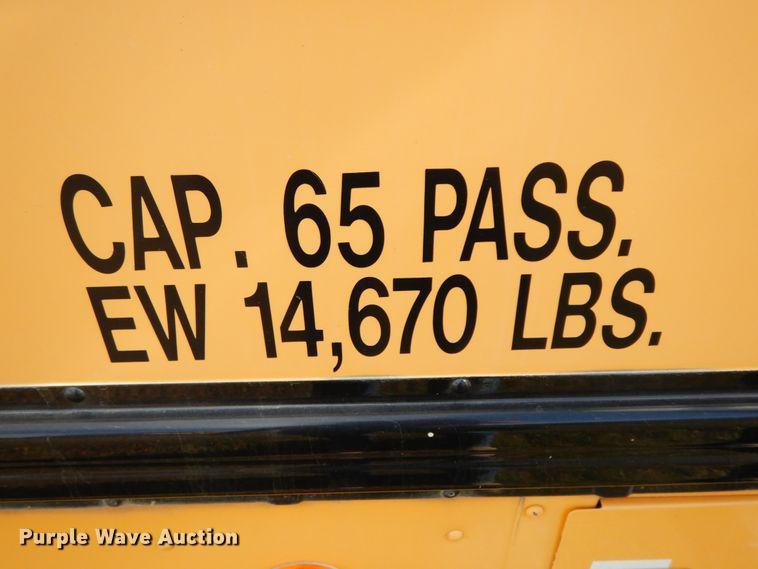 CAP. 65 PASS.
EW 14,670 LBS.
Purple Wave Auction